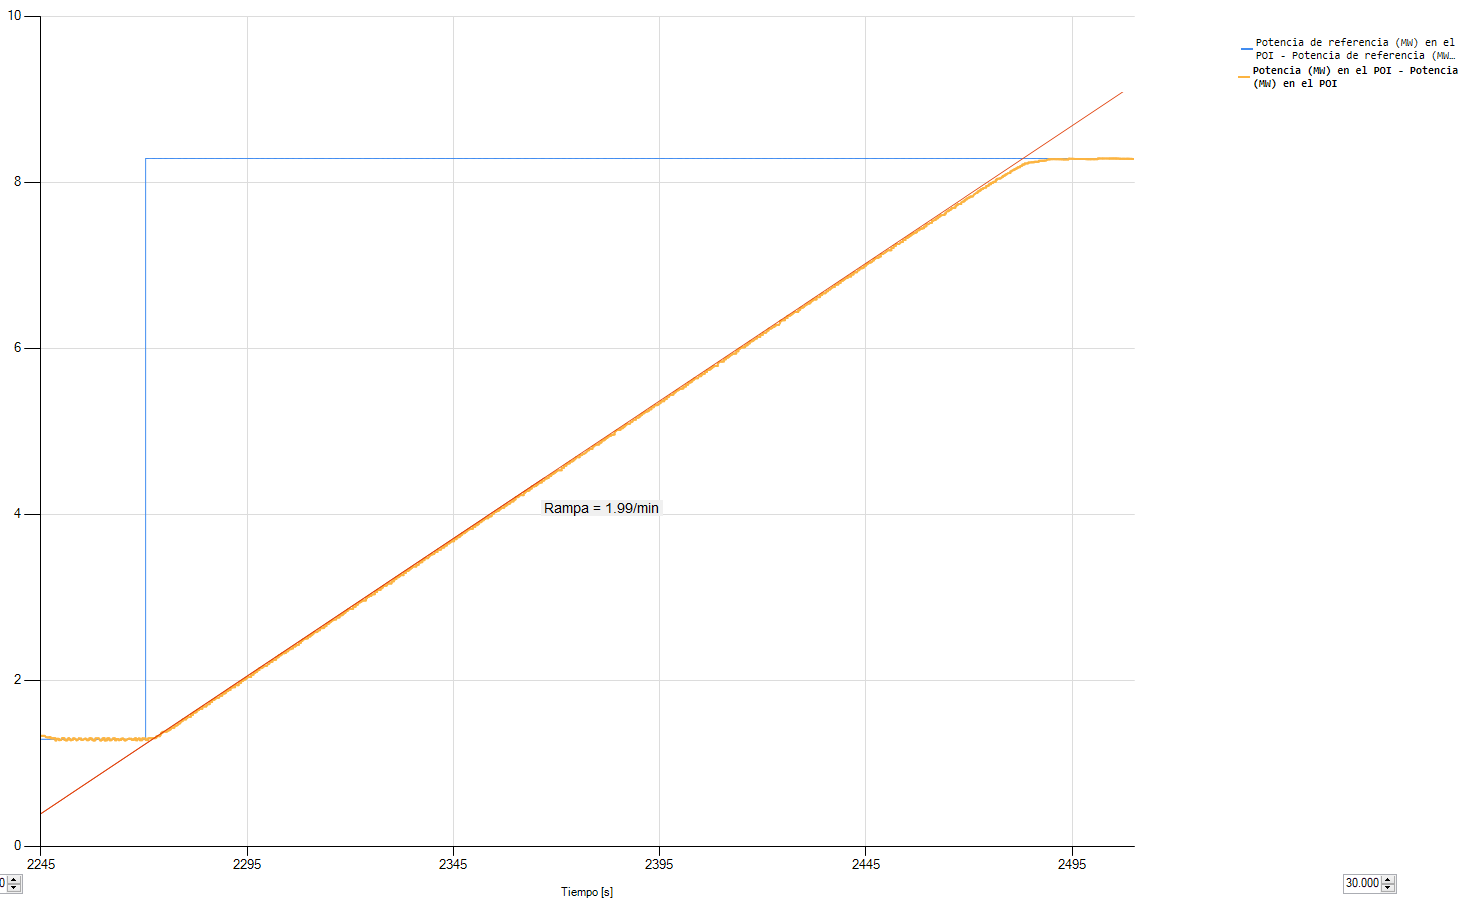 10
8
6
4
2
0
Potencia de referencia (MW) en el
POI - Potencia de referencia (MW…
Potencia (MW) en el POI - Potencia
(MW) en el POI
Rampa = 1.99/min
2245 2295 2345 2395 2445 2495
0 30.000
Tiempo [s]